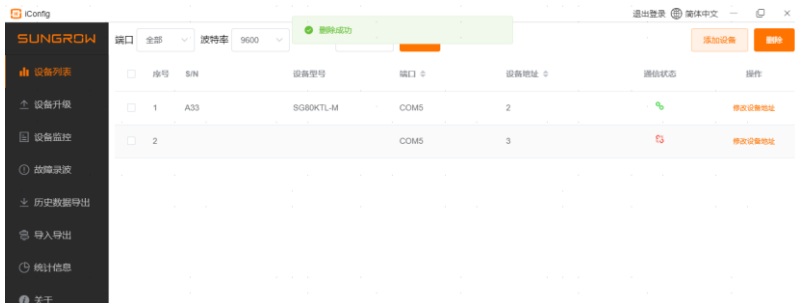 iConfig
退出登录 简体中文
SUNGROW
端口 全部 波特率 9600
删除成功
添加设备 删除
设备列表
设备升级
设备监控
故障录波
历史数据导出
导入导出
统计信息
关于
序号 S/N 设备型号 端口 设备地址 通信状态 操作
1 A33 SG80KTL-M COM5 2 修改设备地址
2 COM5 3 修改设备地址